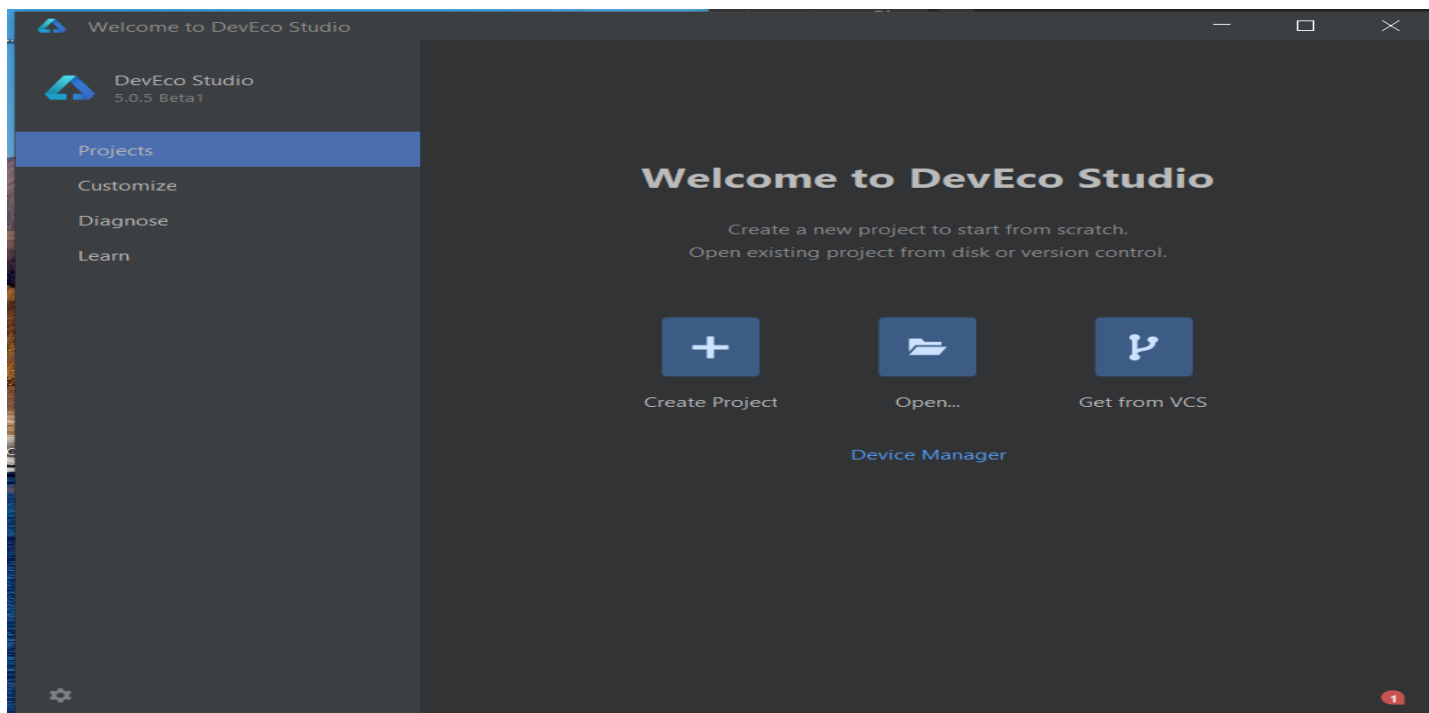 Welcome to DevEco Studio
DevEco Studio
5.0.5 Beta1
Projects
Customize
Diagnose
Learn
Welcome to DevEco Studio
Create a new project to start from scratch.
Open existing project from disk or version control.
Create Project
Open...
Get from VCS
Device Manager
1